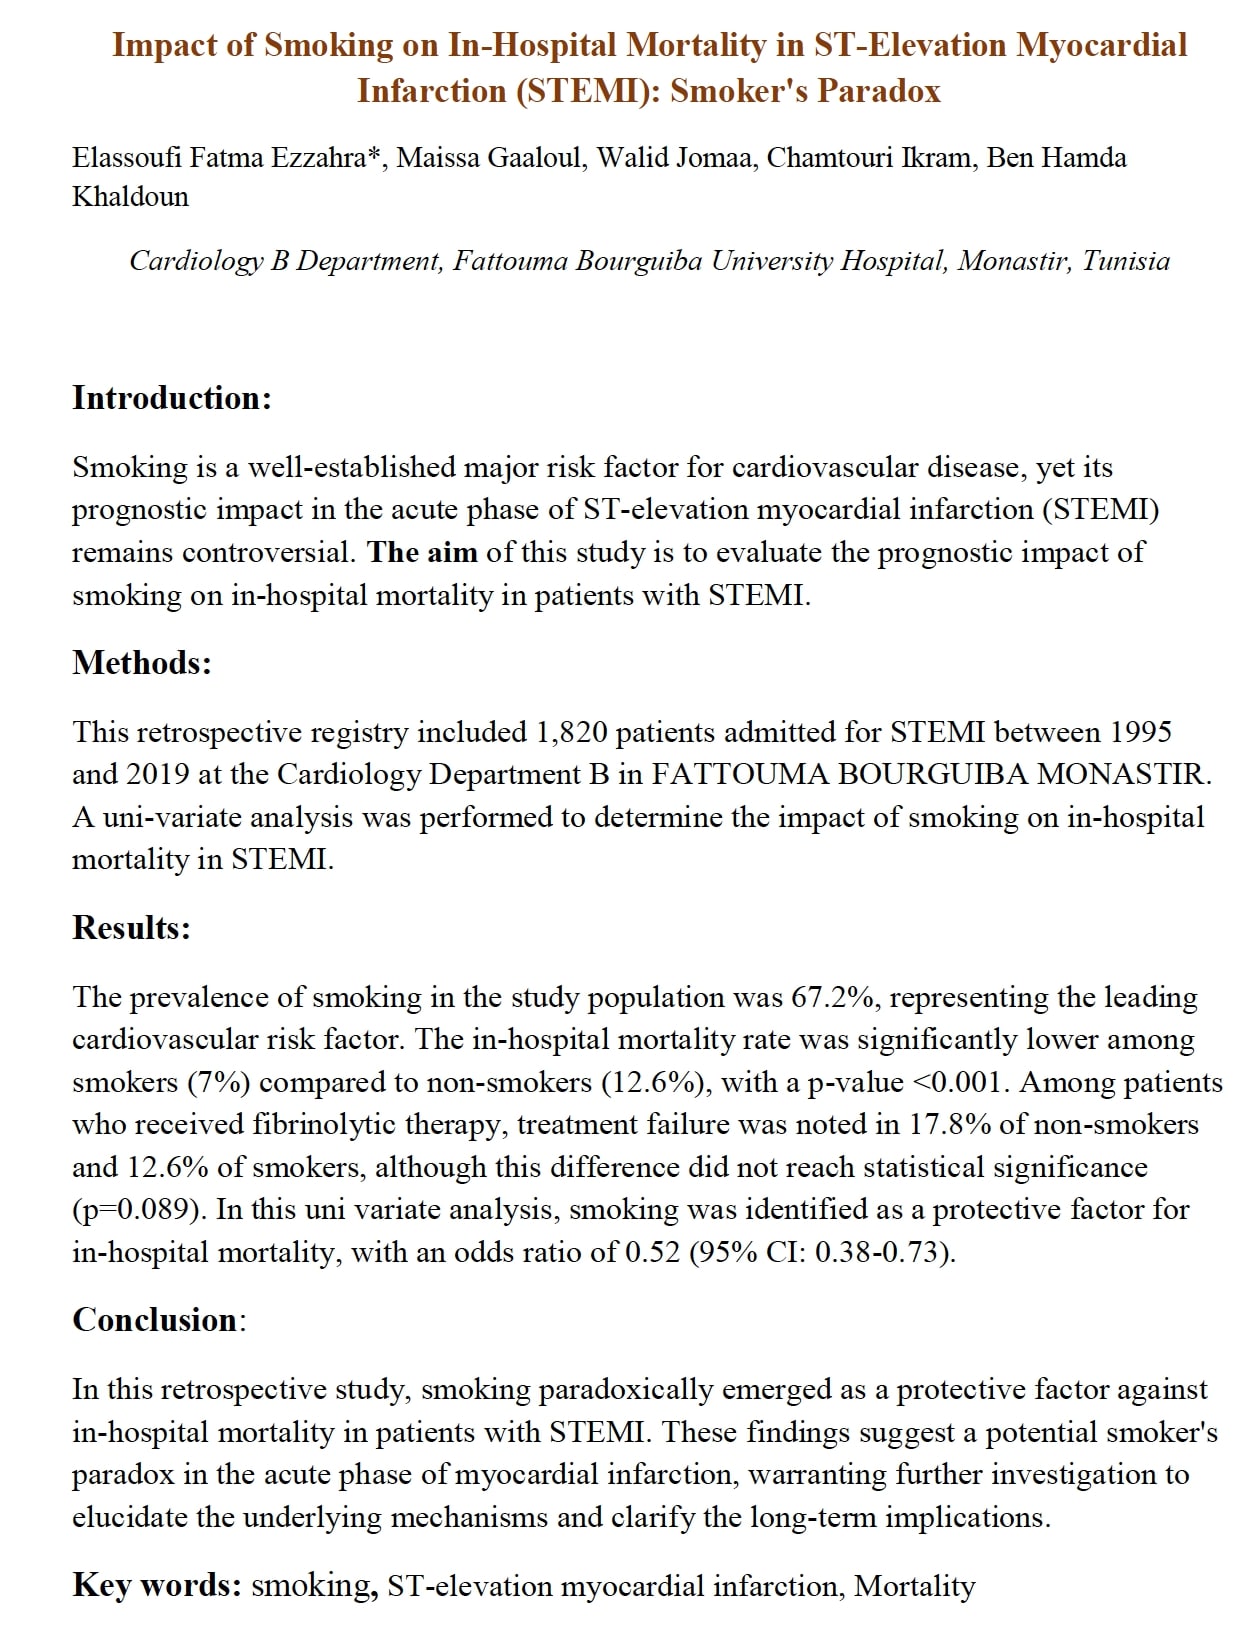 Impact of Smoking on In-Hospital Mortality in ST-Elevation Myocardial
Infarction (STEMI): Smoker's Paradox
Elassoufi Fatma Ezzahra*, Maissa Gaaloul, Walid Jomaa, Chamtouri Ikram, Ben Hamda
Khaldoun
Cardiology B Department, Fattouma Bourguiba University Hospital, Monastir, Tunisia
Introduction:
Smoking is a well-established major risk factor for cardiovascular disease, yet its
prognostic impact in the acute phase of ST-elevation myocardial infarction (STEMI)
remains controversial. The aim of this study is to evaluate the prognostic impact of
smoking on in-hospital mortality in patients with STEMI.
Methods:
This retrospective registry included 1,820 patients admitted for STEMI between 1995
and 2019 at the Cardiology Department B in FATTOUMA BOURGUIBA MONASTIR.
A uni-variate analysis was performed to determine the impact of smoking on in-hospital
mortality in STEMI.
Results:
The prevalence of smoking in the study population was 67.2%, representing the leading
cardiovascular risk factor. The in-hospital mortality rate was significantly lower among
smokers (7%) compared to non-smokers (12.6%), with a p-value <0.001. Among patients
who received fibrinolytic therapy, treatment failure was noted in 17.8% of non-smokers
and 12.6% of smokers, although this difference did not reach statistical significance
(p=0.089). In this uni variate analysis, smoking was identified as a protective factor for
in-hospital mortality, with an odds ratio of 0.52 (95% CI: 0.38-0.73).
Conclusion:
In this retrospective study, smoking paradoxically emerged as a protective factor against
in-hospital mortality in patients with STEMI. These findings suggest a potential smoker's
paradox in the acute phase of myocardial infarction, warranting further investigation to
elucidate the underlying mechanisms and clarify the long-term implications.
Key words: smoking, ST-elevation myocardial infarction, Mortality